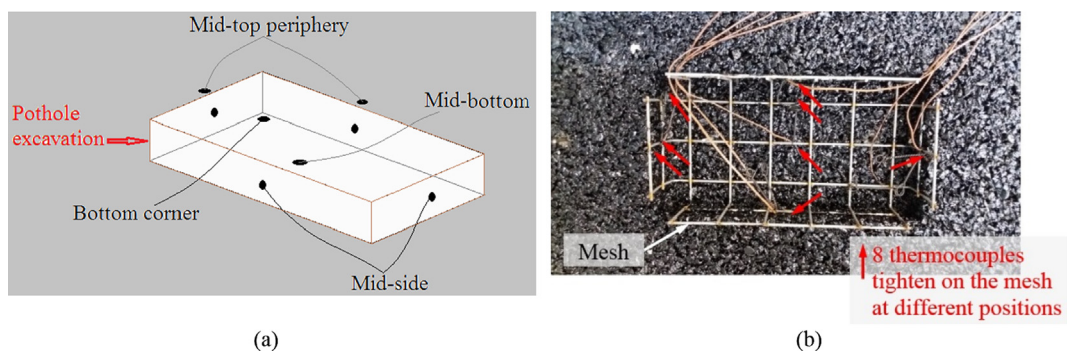 Mid-top periphery
Pothole
excavation
Mid-bottom
Bottom corner
Mid-side
(a)
Mesh
8 thermocouples
tighten on the mesh
at different positions
(b)